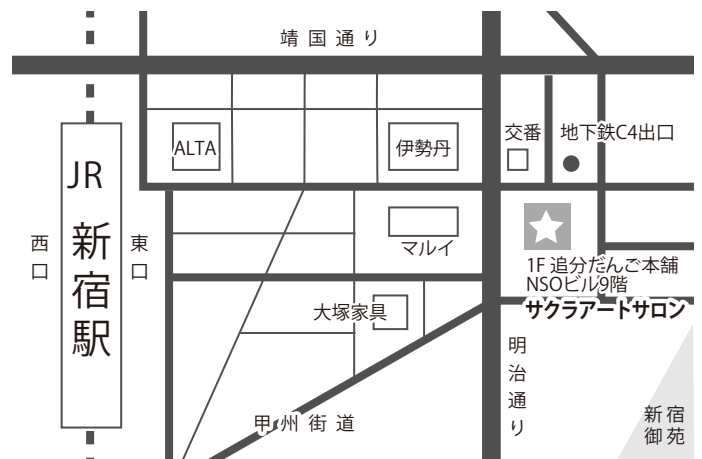 靖国通り
ALTA
伊勢丹
交番
地下鉄C4出口
JR
新宿駅
西口
東口
マルイ
1F 追分だんご本舗
NSOビル9階
サクラアートサロン
大塚家具
明治通り
甲州街道
新宿
御苑